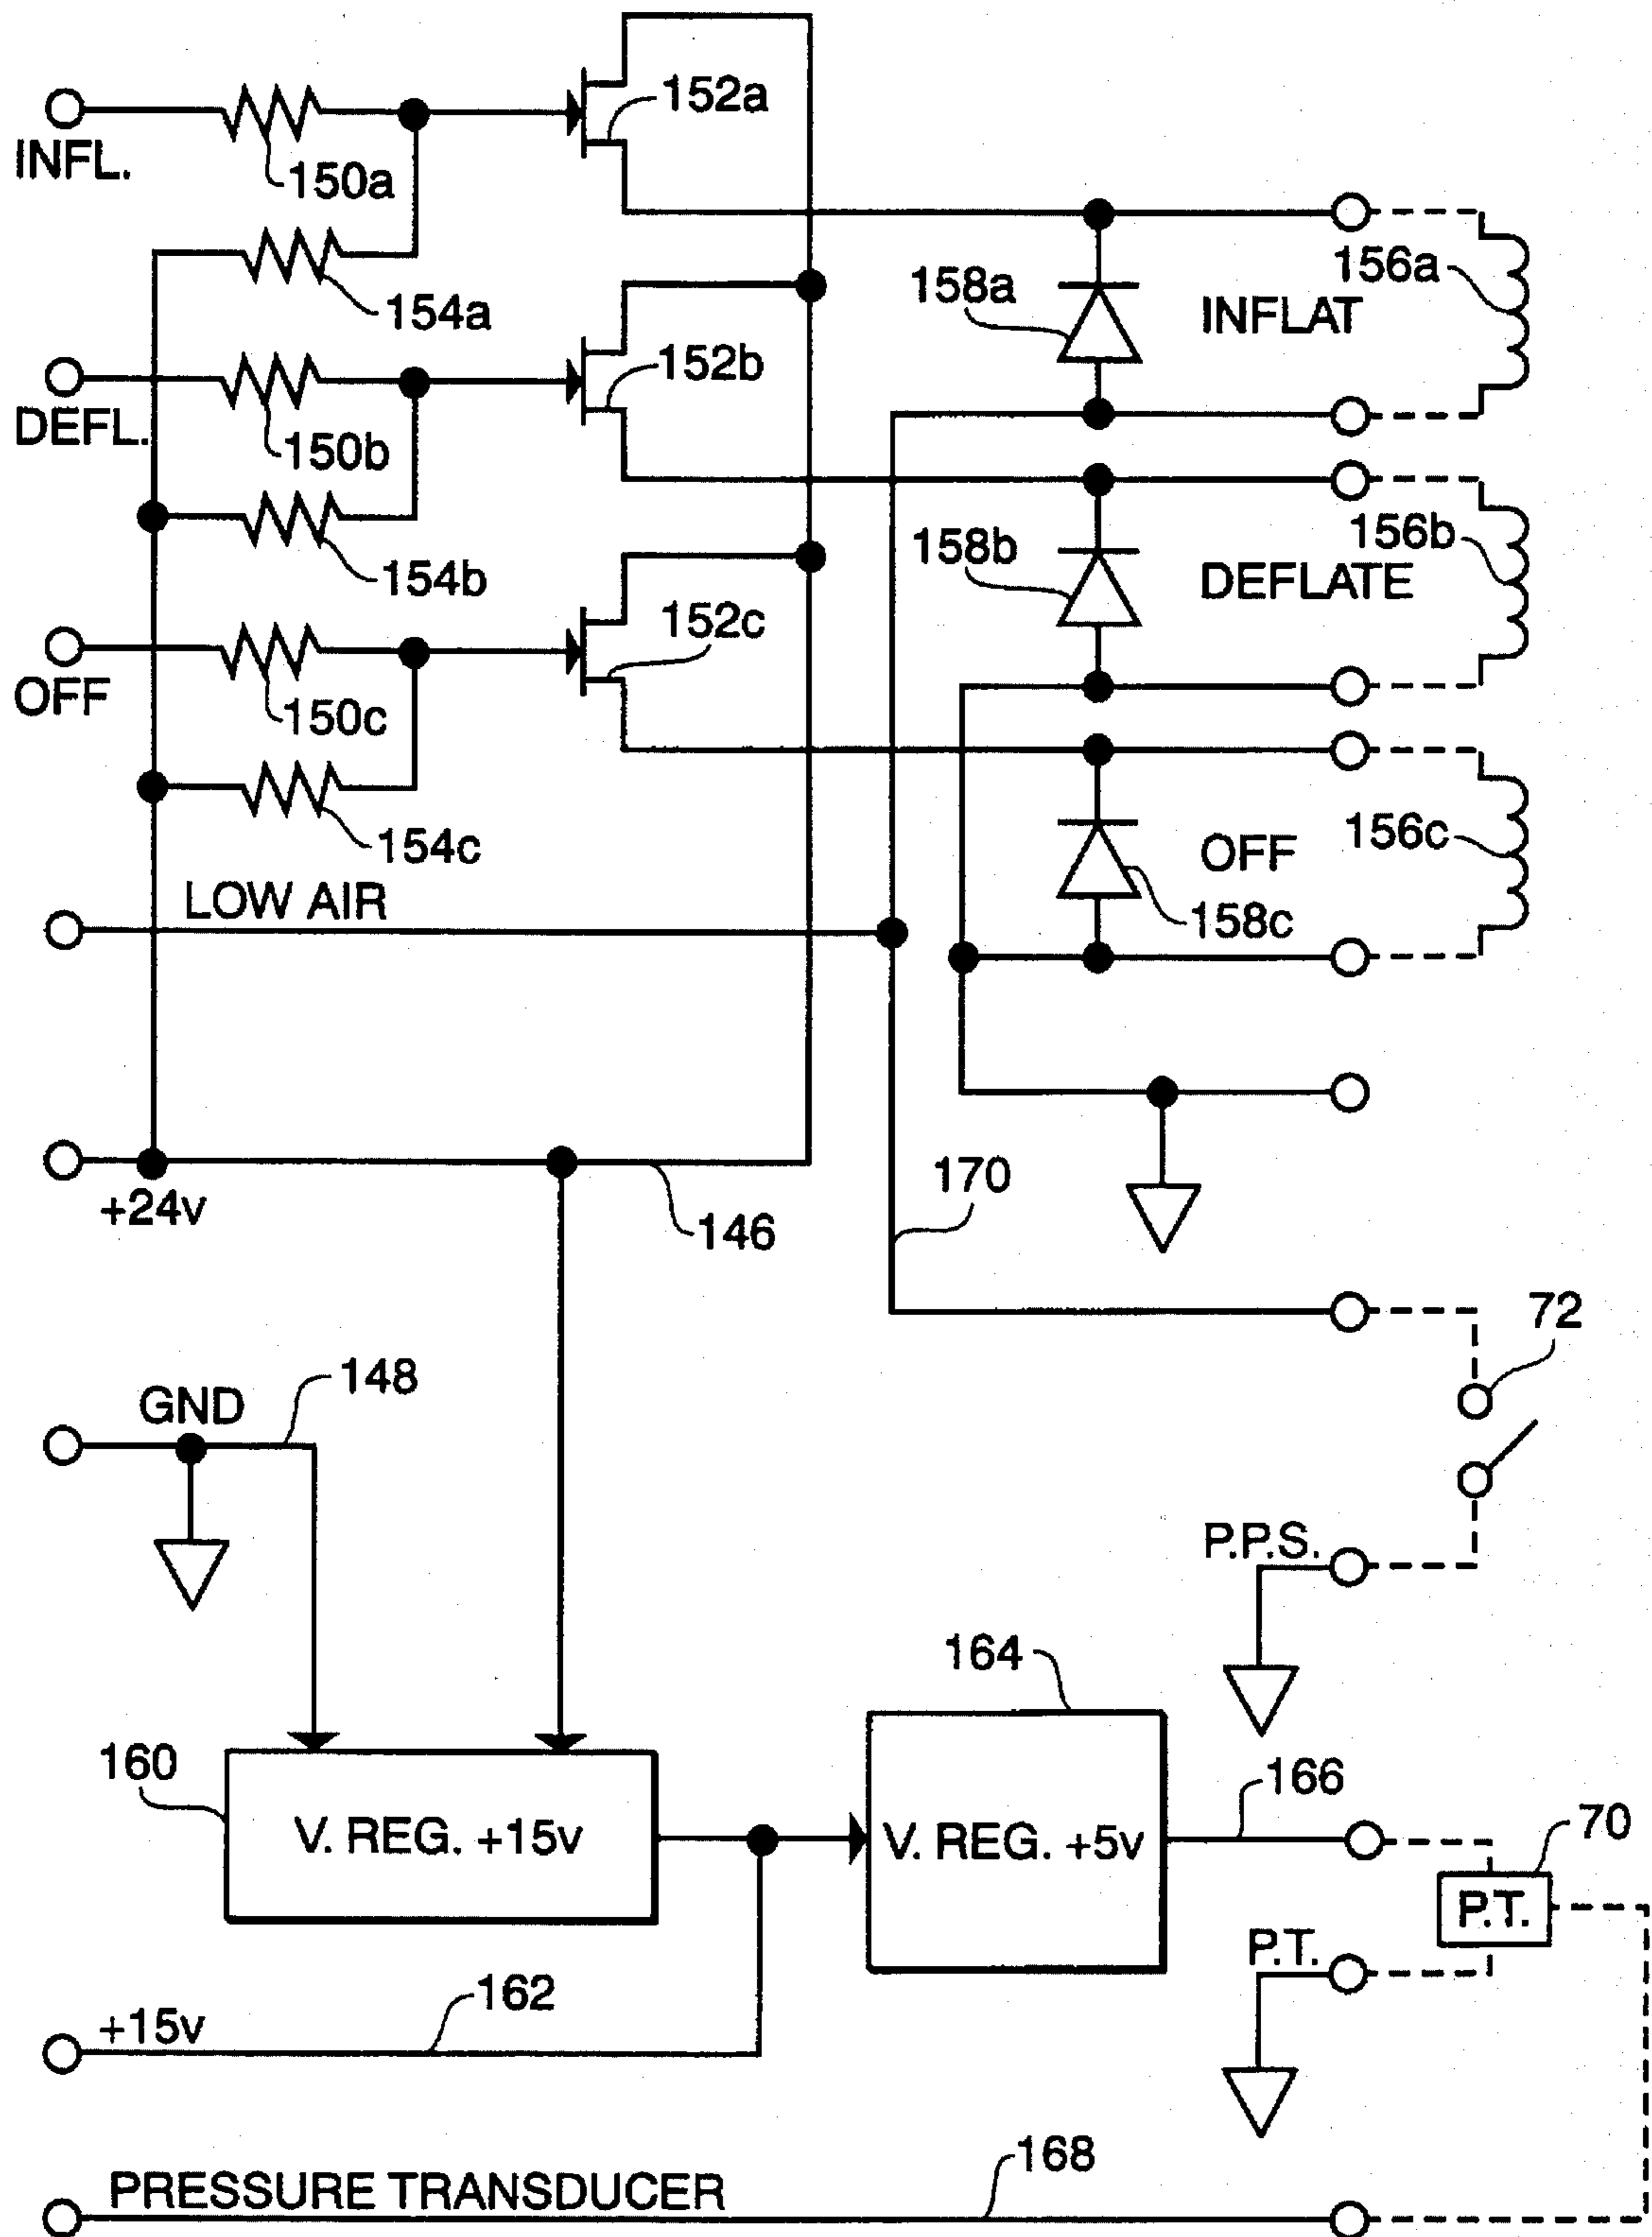 152a
INFL.
150a
156a
158a
INFLAT
154a
152b
DEFL.
150b
156b
158b
DEFLATE
154b
152c
OFF
150c
156c
OFF
154c
LOW AIR
158c
170
+24v
146
72
148
GND
P.P.S.
164
160
166
70
V. REG. +15v
V. REG. +5v
P.T.
P.T.
162
+15v
168
PRESSURE TRANSDUCER